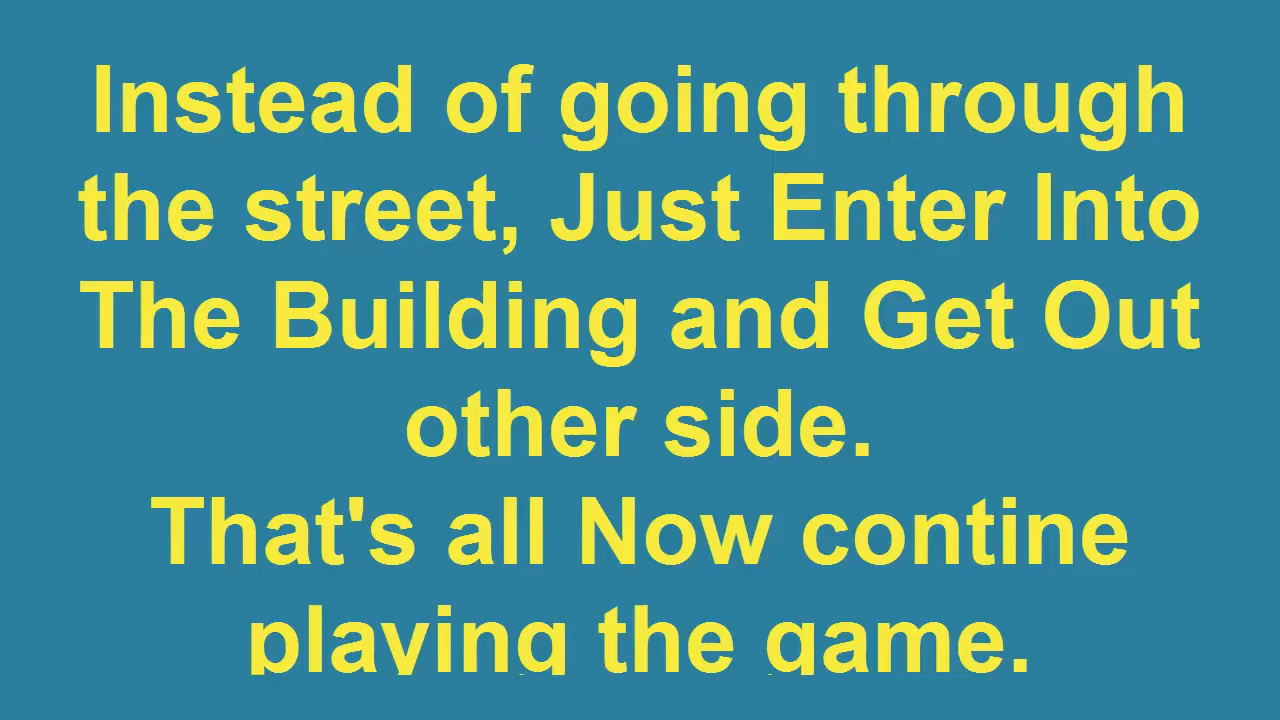 Instead of going through
the street, Just Enter Into
The Building and Get Out
other side.
That's all Now contine
playing the game.